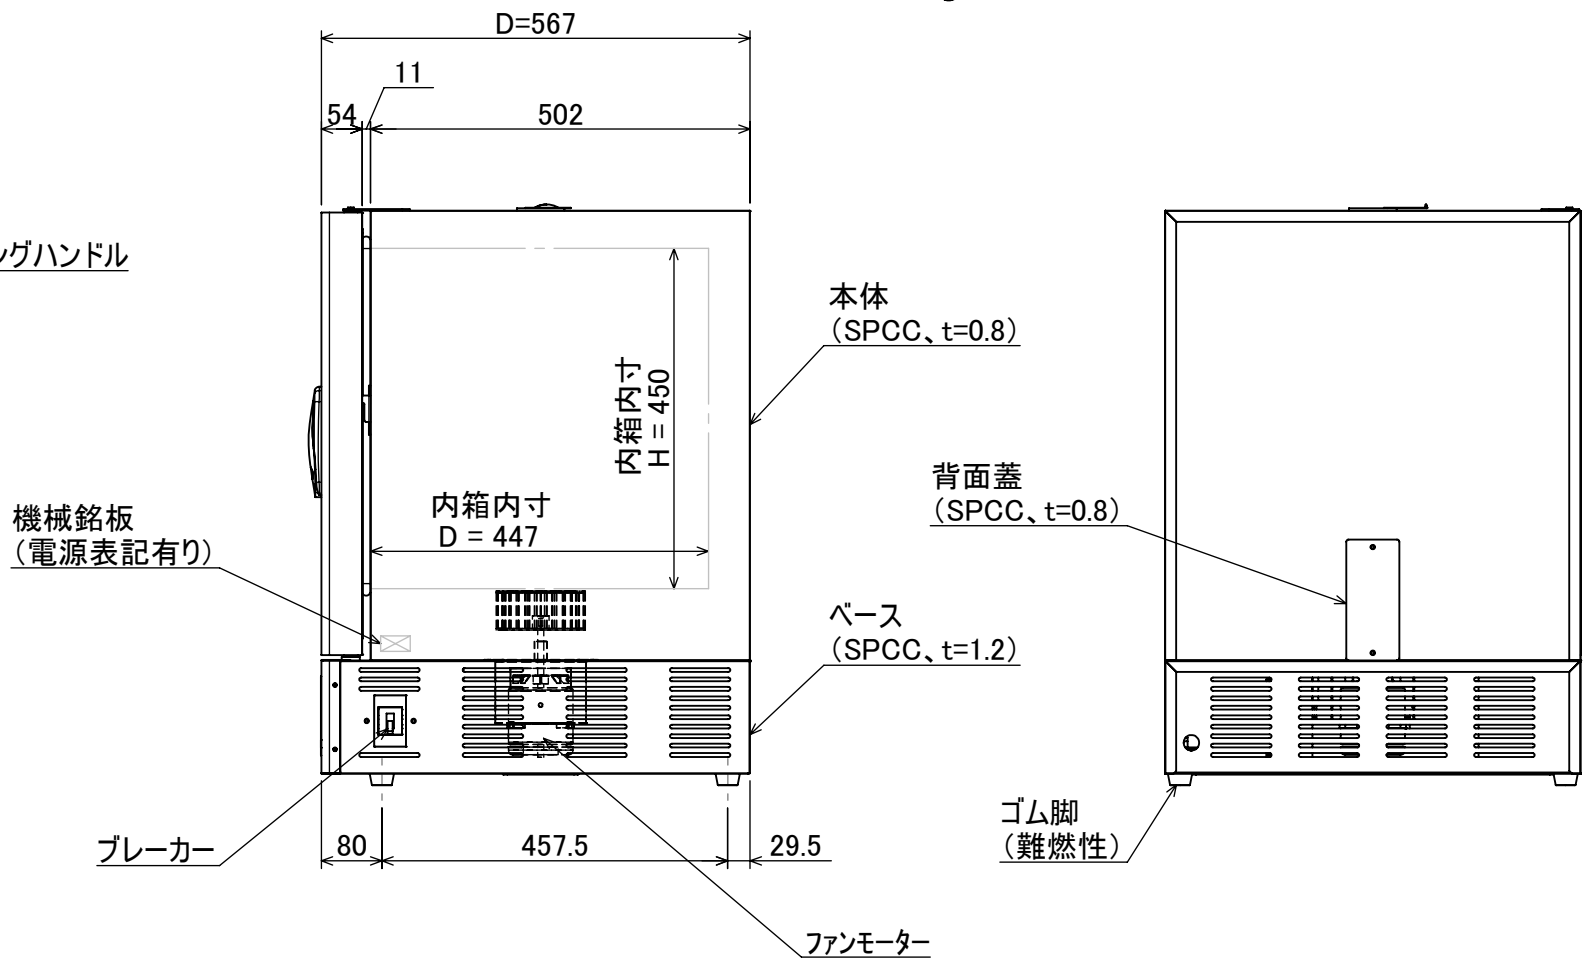 D=567
11
54
502
ングハンドル
本体
（SPCC、t=0.8）
内箱内寸
H = 450
内箱内寸
D = 447
背面蓋
（SPCC、t=0.8）
機械銘板
（電源表記有り）
ベース
（SPCC、t=1.2）
ゴム脚
（難燃性）
ブレーカー
80
457.5
29.5
ファンモーター